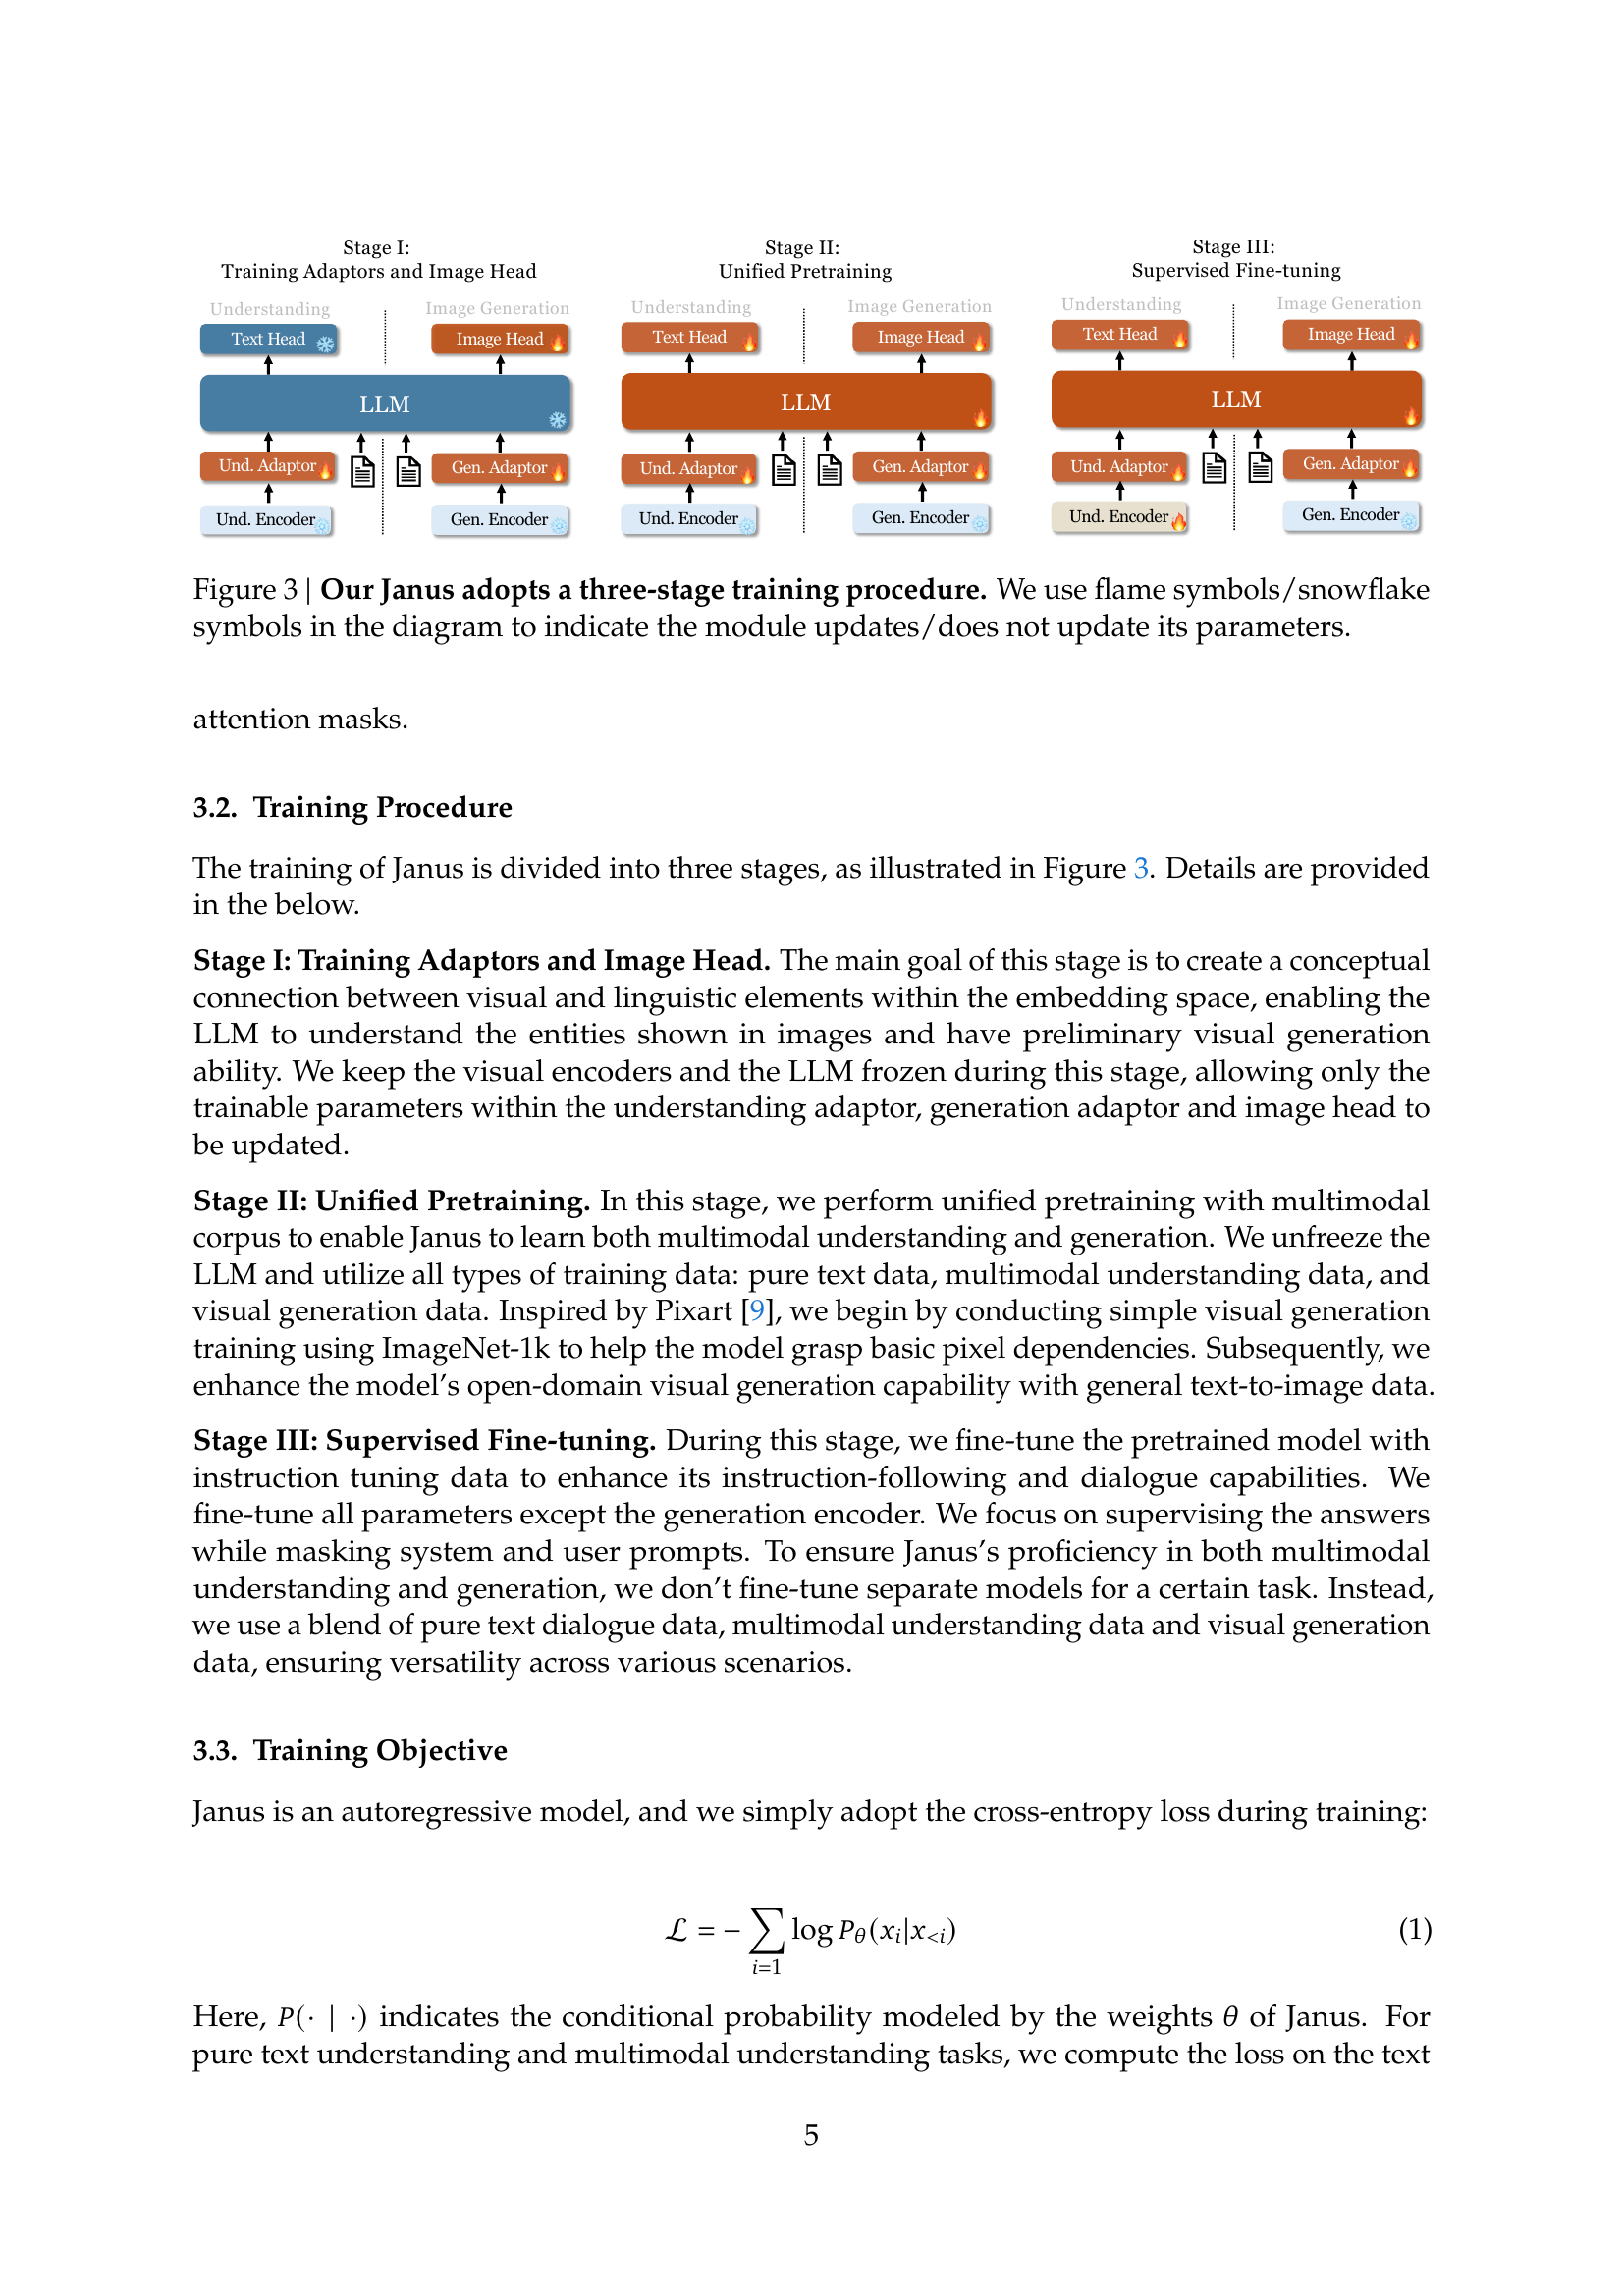 Stage I:
Training Adaptors and Image Head
Understanding
Image Generation
Text Head
Image Head
LLM
Und. Adaptor
Gen. Adaptor
Und. Encoder
Gen. Encoder
Stage II:
Unified Pretraining
Understanding
Image Generation
Text Head
Image Head
LLM
Und. Adaptor
Gen. Adaptor
Und. Encoder
Gen. Encoder
Stage III:
Supervised Fine-tuning
Understanding
Image Generation
Text Head
Image Head
LLM
Und. Adaptor
Gen. Adaptor
Und. Encoder
Gen. Encoder
Figure 3 | Our Janus adopts a three-stage training procedure. We use flame symbols/snowflake
symbols in the diagram to indicate the module updates/does not update its parameters.
attention masks.
3.2. Training Procedure
The training of Janus is divided into three stages, as illustrated in Figure 3. Details are provided
in the below.
Stage I: Training Adaptors and Image Head. The main goal of this stage is to create a conceptual
connection between visual and linguistic elements within the embedding space, enabling the
LLM to understand the entities shown in images and have preliminary visual generation
ability. We keep the visual encoders and the LLM frozen during this stage, allowing only the
trainable parameters within the understanding adaptor, generation adaptor and image head to
be updated.
Stage II: Unified Pretraining. In this stage, we perform unified pretraining with multimodal
corpus to enable Janus to learn both multimodal understanding and generation. We unfreeze the
LLM and utilize all types of training data: pure text data, multimodal understanding data, and
visual generation data. Inspired by Pixart [9], we begin by conducting simple visual generation
training using ImageNet-1k to help the model grasp basic pixel dependencies. Subsequently, we
enhance the model's open-domain visual generation capability with general text-to-image data.
Stage III: Supervised Fine-tuning. During this stage, we fine-tune the pretrained model with
instruction tuning data to enhance its instruction-following and dialogue capabilities. We
fine-tune all parameters except the generation encoder. We focus on supervising the answers
while masking system and user prompts. To ensure Janus's proficiency in both multimodal
understanding and generation, we don't fine-tune separate models for a certain task. Instead,
we use a blend of pure text dialogue data, multimodal understanding data and visual generation
data, ensuring versatility across various scenarios.
3.3. Training Objective
Janus is an autoregressive model, and we simply adopt the cross-entropy loss during training:
ℒ = − ∑_{i=1} log P_θ(x_i|x_{<i}) (1)
Here, P(· | ·) indicates the conditional probability modeled by the weights θ of Janus. For
pure text understanding and multimodal understanding tasks, we compute the loss on the text
5